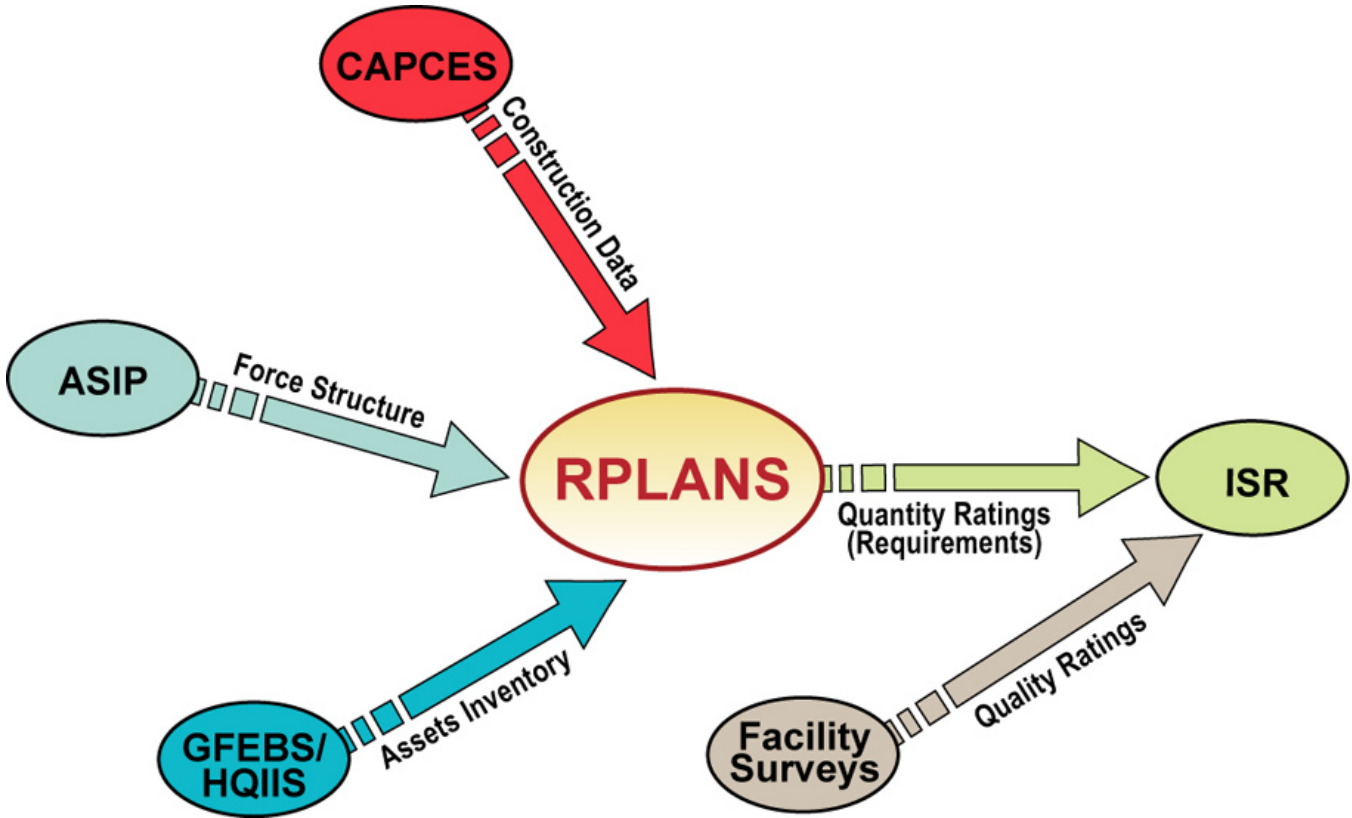 CAPCES
Construction Data
ASIP
Force Structure
RPLANS
Quantity Ratings
(Requirements)
ISR
GFEBS/
HQIIS
Assets Inventory
Facility
Surveys
Quality Ratings